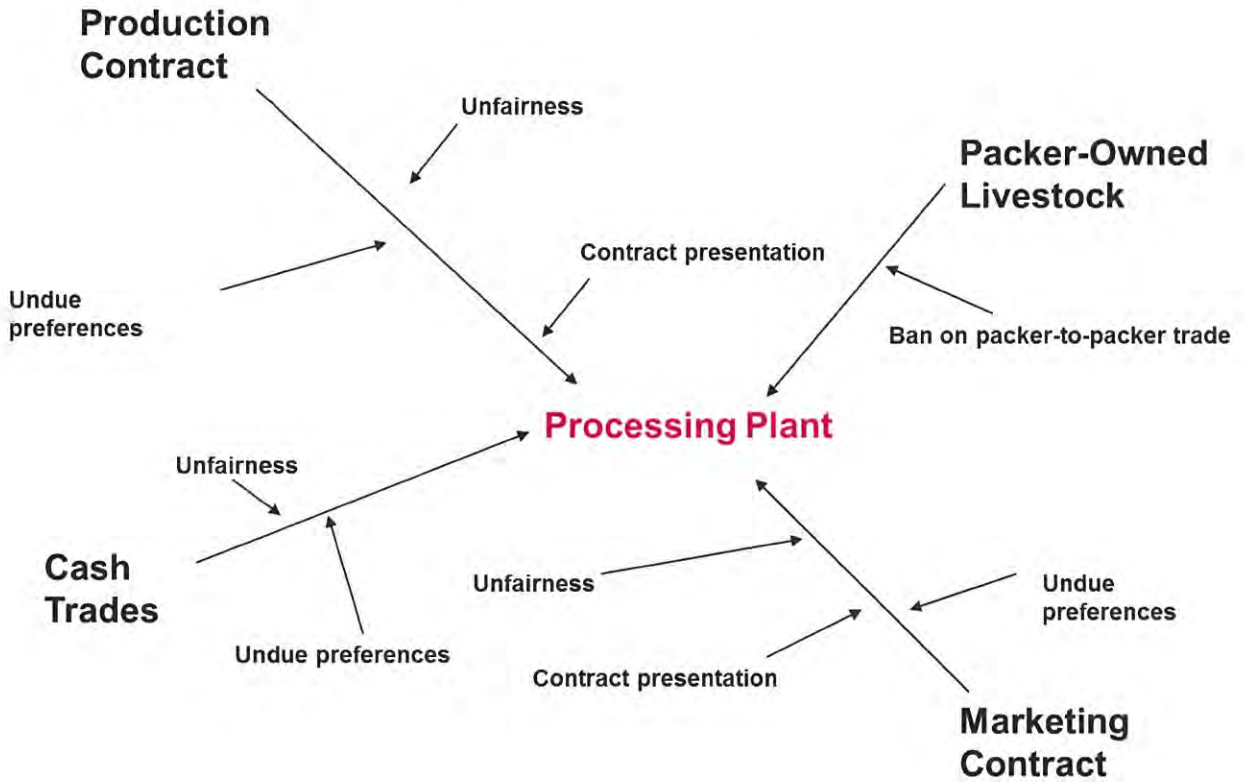 Production
Contract
Unfairness
Packer-Owned
Livestock
Contract presentation
Undue
preferences
Ban on packer-to-packer trade
Processing Plant
Unfairness
Cash
Trades
Unfairness
Undue
preferences
Undue preferences
Contract presentation
Marketing
Contract